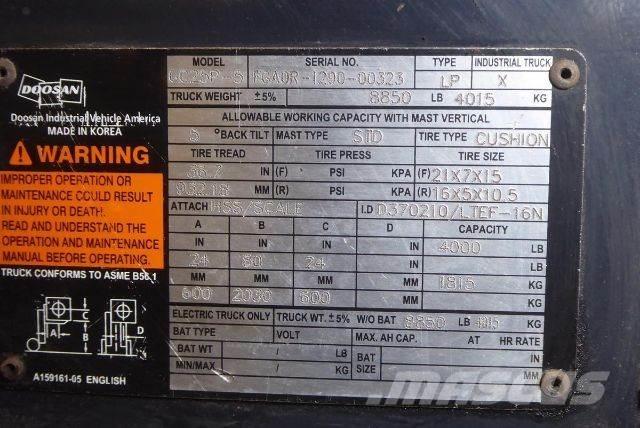 DOOSAN
Doosan Industrial Vehicle America
MADE IN KOREA
WARNING
IMPROPER OPERATION OR
MAINTENANCE COULD RESULT
IN INJURY OR DEATH.
READ AND UNDERSTAND THE
OPERATION AND MAINTENANCE
MANUAL BEFORE OPERATING.
TRUCK CONFORMS TO ASME B56.1
C A B D
A159161-05 ENGLISH
MODEL SERIAL NO. TYPE INDUSTRIAL TRUCK
GC25P-5 FGA0R-1290-00323 LP X
TRUCK WEIGHT ±5% 8850 LB 4015 KG
ALLOWABLE WORKING CAPACITY WITH MAST VERTICAL
5 °BACK TILT MAST TYPE STD TIRE TYPE CUSHION
TIRE TREAD TIRE PRESS TIRE SIZE
36.7 IN (F) PSI KPA (F) 21X7X15
MM (R) PSI KPA (R) 16X5X10.5
ATTACH HSS/SCALE I.D D370210/LTEF-16N
A B C D CAPACITY
IN IN IN IN 4000 LB
24 80 24
MM MM MM MM 1815 KG
600 2030 600
ELECTRIC TRUCK ONLY TRUCK WT. ±5% W/O BAT 8850 LB 4015 KG
BAT TYPE VOLT MAX. AH CAP. AT HR RATE
BAT WT / LB BAT SIZE IN
MIN/MAX / KG MM
MASCUS